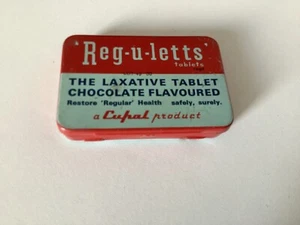 Reg-u-letts
Tablets
THE LAXATIVE TABLET
CHOCOLATE FLAVOURED
Restore 'Regular' Health safely, surely.
a Cupal product